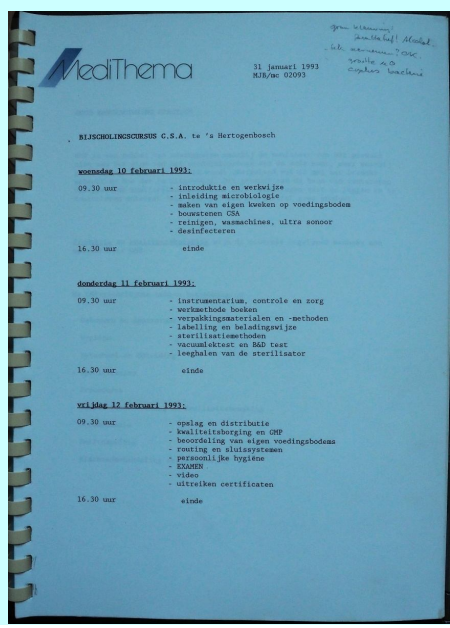 MediThema
31 januari 1993
MJB/mc 02093
BIJSCHOLINGSCURSUS C.S.A. te 's Hertogenbosch
woensdag 10 februari 1993:
09.30 uur - introduktie en werkwijze
- inleiding microbiologie
- maken van eigen kweken op voedingsbodem
- bouwstenen CSA
- reinigen, wasmachines, ultra sonoor
- desinfecteren
16.30 uur einde
donderdag 11 februari 1993:
09.30 uur - instrumentarium, controle en zorg
- werkmethode boeken
- verpakkingsmaterialen en -methoden
- labelling en beladingswijze
- sterilisatiemethoden
- vacuumlektest en B&D test
- leeghalen van de sterilisator
16.30 uur einde
vrijdag 12 februari 1993:
09.30 uur - opslag en distributie
- kwaliteitsborging en GMP
- beoordeling van eigen voedingsbodems
- routing en sluissystemen
- persoonlijke hygiëne
- EXAMEN
- video
- uitreiken certificaten
16.30 uur einde